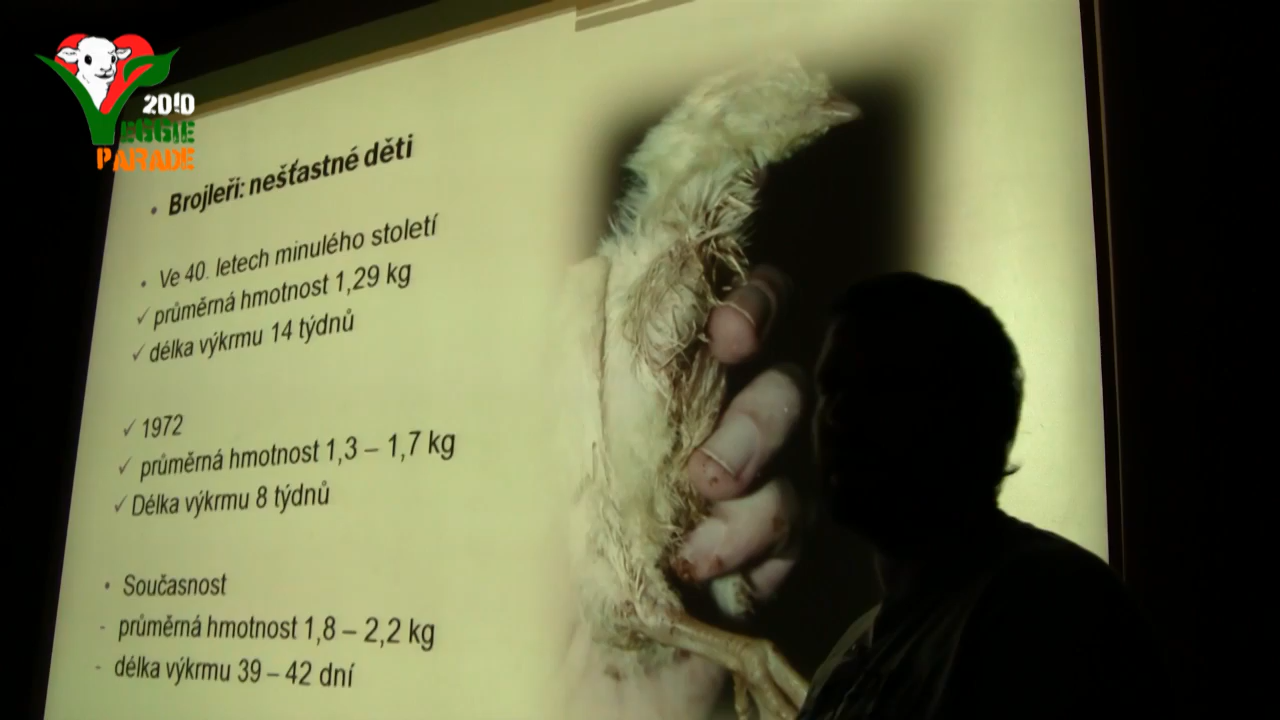 2010
VEGGIE
PARADE
• Brojleři: nešťastné děti
• Ve 40. letech minulého století
✓ průměrná hmotnost 1,29 kg
✓ délka výkrmu 14 týdnů
✓ 1972
✓ průměrná hmotnost 1,3 – 1,7 kg
✓ Délka výkrmu 8 týdnů
• Současnost
- průměrná hmotnost 1,8 – 2,2 kg
- délka výkrmu 39 – 42 dní